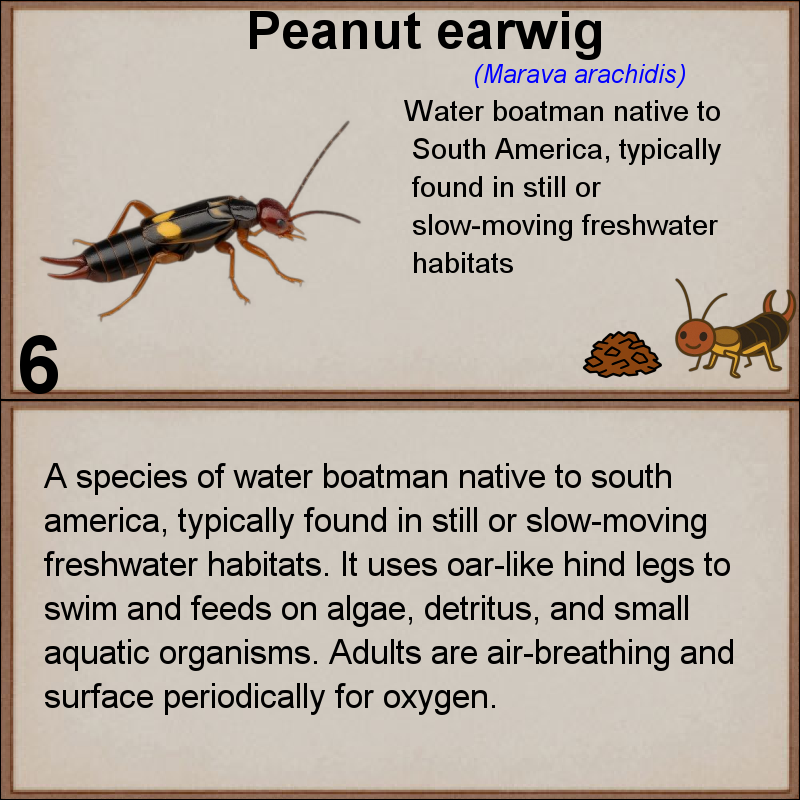 Peanut earwig
(Marava arachidis)
Water boatman native to
South America, typically
found in still or
slow-moving freshwater
habitats
6
A species of water boatman native to south
america, typically found in still or slow-moving
freshwater habitats. It uses oar-like hind legs to
swim and feeds on algae, detritus, and small
aquatic organisms. Adults are air-breathing and
surface periodically for oxygen.